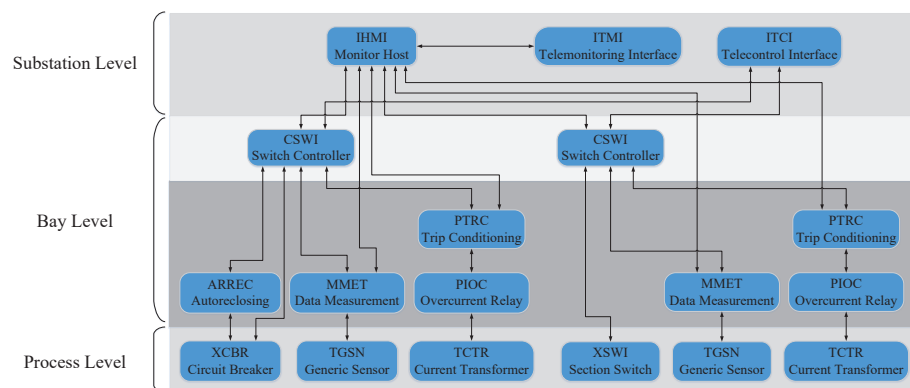 Substation Level
IHMI
Monitor Host
ITMI
Telemonitoring Interface
ITCI
Telecontrol Interface
Bay Level
CSWI
Switch Controller
CSWI
Switch Controller
PTRC
Trip Conditioning
PTRC
Trip Conditioning
ARREC
Autoreclosing
MMET
Data Measurement
PIOC
Overcurrent Relay
MMET
Data Measurement
PIOC
Overcurrent Relay
Process Level
XCBR
Circuit Breaker
TGSN
Generic Sensor
TCTR
Current Transformer
XSWI
Section Switch
TGSN
Generic Sensor
TCTR
Current Transformer